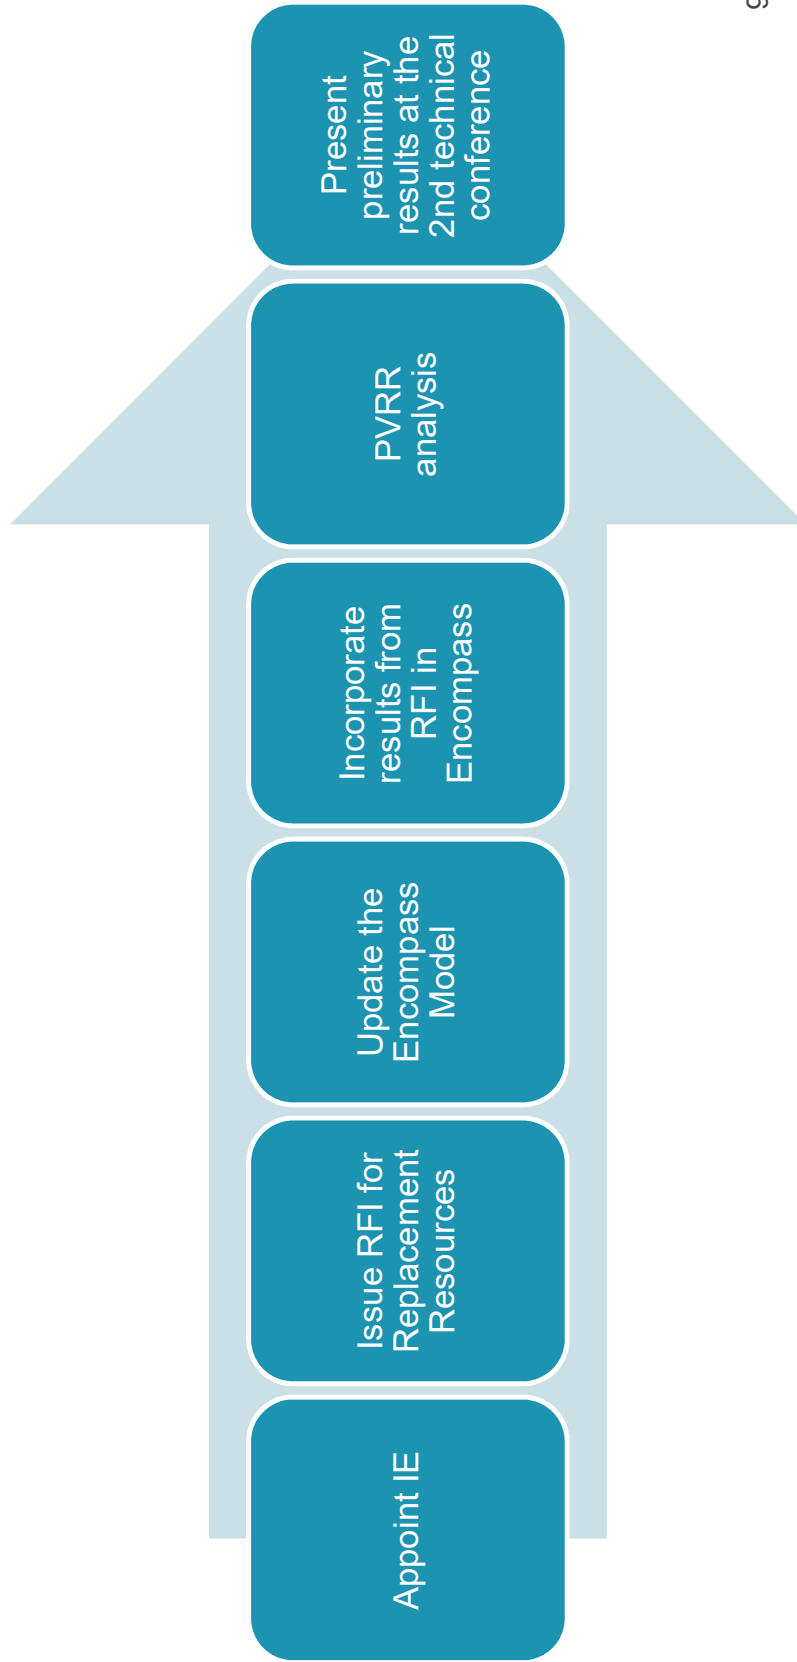 Appoint IE
Issue RFI for
Replacement
Resources
Update the
Encompass
Model
Incorporate
results from
RFI in
Encompass
PVRR
analysis
Present
preliminary
results at the
2nd technical
conference